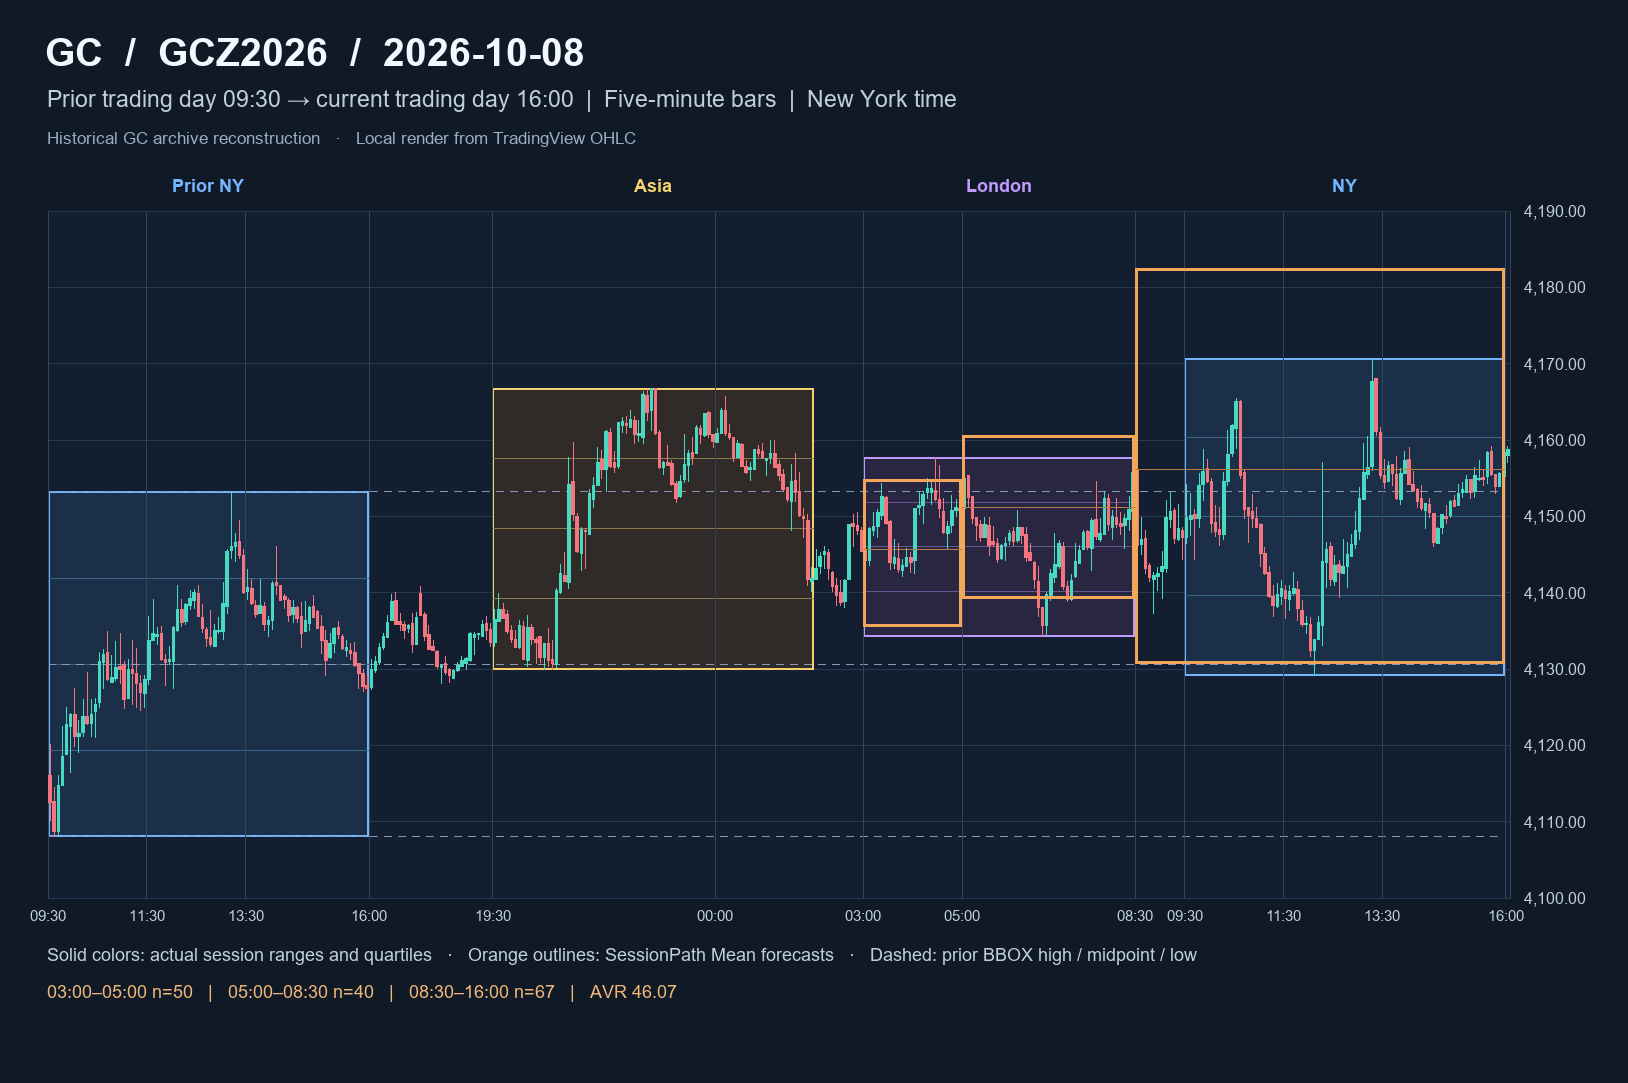 GC / GCZ2026 / 2026-10-08
Prior trading day 09:30 → current trading day 16:00 | Five-minute bars | New York time
Historical GC archive reconstruction · Local render from TradingView OHLC
Prior NY Asia London NY
4,190.00
4,180.00
4,170.00
4,160.00
4,150.00
4,140.00
4,130.00
4,120.00
4,110.00
4,100.00
09:30 11:30 13:30 16:00 19:30 00:00 03:00 05:00 08:30 09:30 11:30 13:30 16:00
Solid colors: actual session ranges and quartiles · Orange outlines: SessionPath Mean forecasts · Dashed: prior BBOX high / midpoint / low
03:00–05:00 n=50 | 05:00–08:30 n=40 | 08:30–16:00 n=67 | AVR 46.07